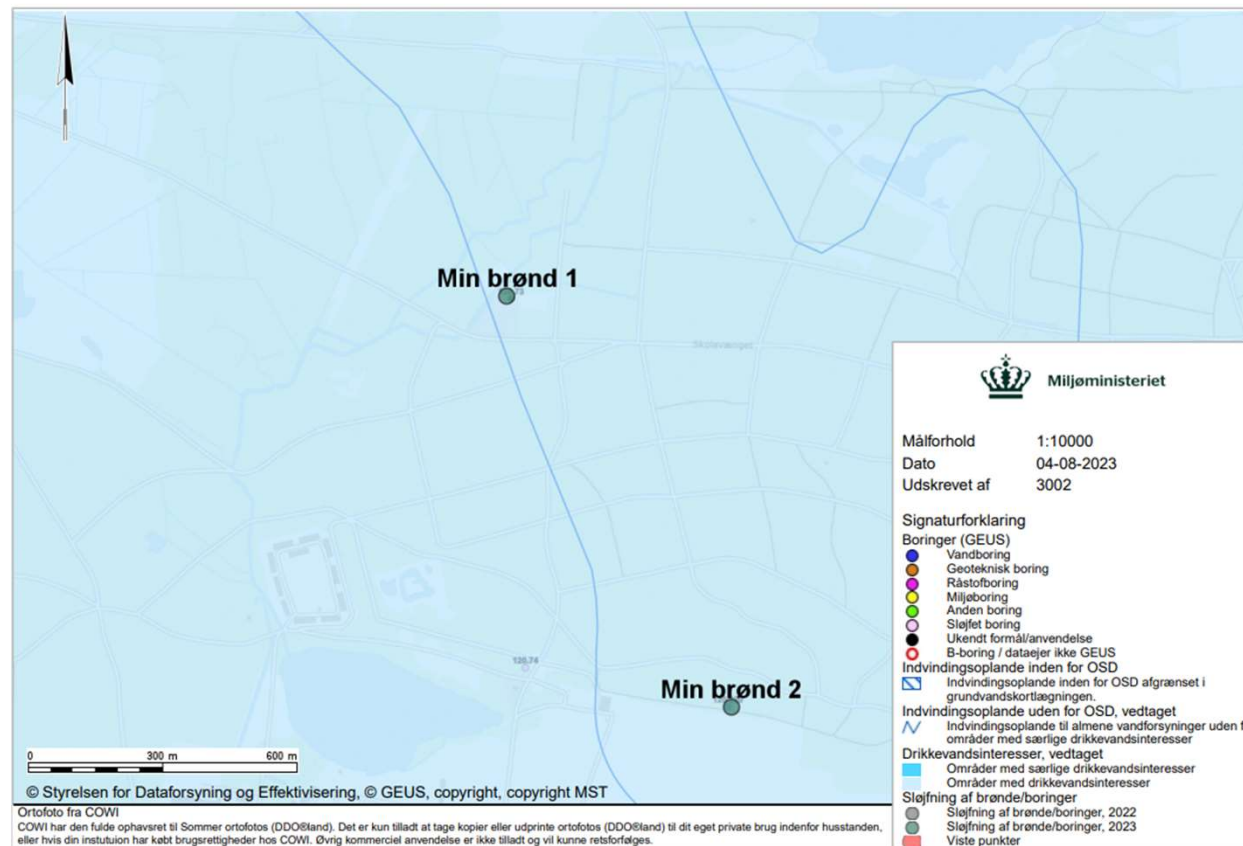 Min brønd 1
Skolevænget
Min brønd 2
0 300 m 600 m
© Styrelsen for Dataforsyning og Effektivisering, © GEUS, copyright, copyright MST
Miljøministeriet
Målforhold 1:10000
Dato 04-08-2023
Udskrevet af 3002
Signaturforklaring
Boringer (GEUS)
Vandboring
Geoteknisk boring
Råstofboring
Miljøboring
Anden boring
Sløjfet boring
Ukendt formål/anvendelse
B-boring / dataejer ikke GEUS
Indvindingsoplande inden for OSD
Indvindingsoplande inden for OSD afgrænset i
grundvandskortlægningen.
Indvindingsoplande uden for OSD, vedtaget
Indvindingsoplande til almene vandforsyninger uden f
områder med særlige drikkevandsinteresser
Drikkevandsinteresser, vedtaget
Områder med særlige drikkevandsinteresser
Områder med drikkevandsinteresser
Sløjfning af brønde/boringer
Sløjfning af brønde/boringer, 2022
Sløjfning af brønde/boringer, 2023
Viste punkter
Ortofoto fra COWI
COWI har den fulde ophavsret til Sommer ortofotos (DDO®land). Det er kun tilladt at tage kopier eller udprinte ortofotos (DDO®land) til dit eget private brug indenfor husstanden,
eller hvis din instutuion har købt brugsrettigheder hos COWI. Øvrig kommerciel anvendelse er ikke tilladt og vil kunne retsforfølges.